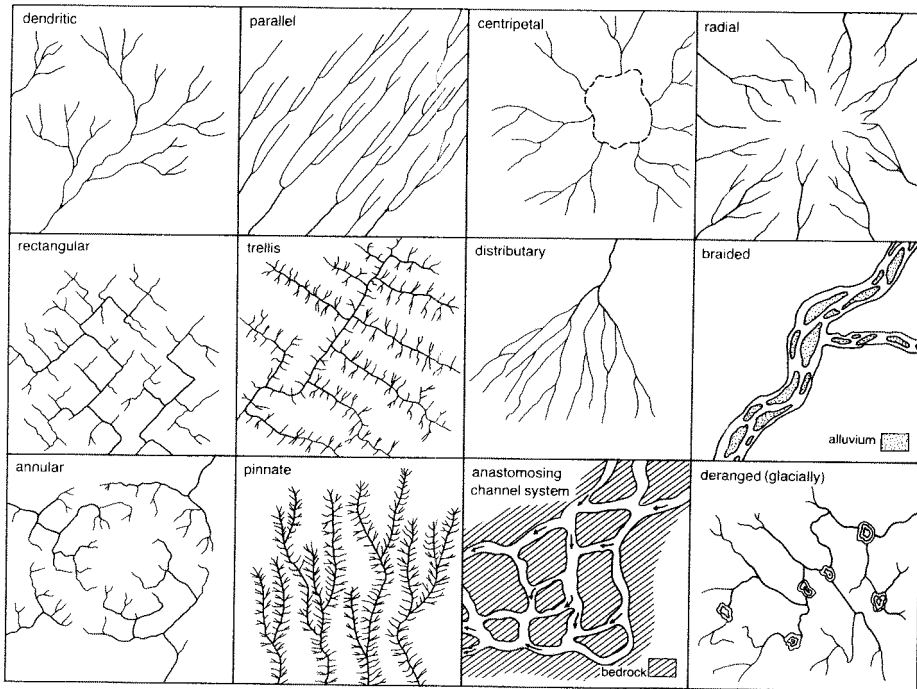 dendritic
parallel
centripetal
radial
rectangular
trellis
distributary
braided
alluvium
annular
pinnate
anastomosing
channel system
bedrock
deranged (glacially)